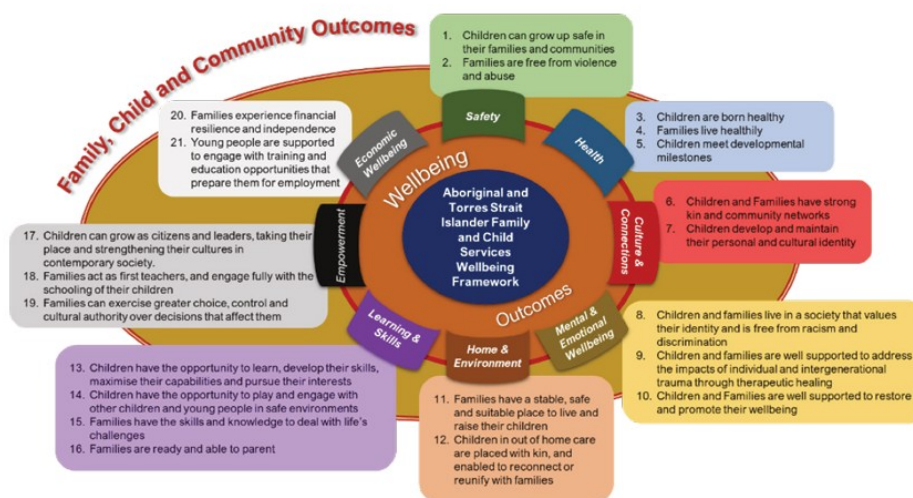 Family, Child and Community Outcomes
1. Children can grow up safe in
their families and communities
2. Families are free from violence
and abuse
Safety
3. Children are born healthy
4. Families live healthily
5. Children meet developmental
milestones
Health
6. Children and Families have strong
kin and community networks
7. Children develop and maintain
their personal and cultural identity
Culture &
Connections
8. Children and families live in a society that values
their identity and is free from racism and
discrimination
9. Children and families are well supported to address
the impacts of individual and intergenerational
trauma through therapeutic healing
10. Children and Families are well supported to restore
and promote their wellbeing
Mental &
Emotional
Wellbeing
11. Families have a stable, safe
and suitable place to live and
raise their children
12. Children in out of home care
are placed with kin, and
enabled to reconnect or
reunify with families
Home &
Environment
13. Children have the opportunity to learn, develop their skills,
maximise their capabilities and pursue their interests
14. Children have the opportunity to play and engage with
other children and young people in safe environments
15. Families have the skills and knowledge to deal with life's
challenges
16. Families are ready and able to parent
Learning &
Skills
17. Children can grow as citizens and leaders, taking their
place and strengthening their cultures in
contemporary society.
18. Families act as first teachers, and engage fully with the
schooling of their children
19. Families can exercise greater choice, control and
cultural authority over decisions that affect them
Empowerment
20. Families experience financial
resilience and independence
21. Young people are supported
to engage with training and
education opportunities that
prepare them for employment
Economic
Wellbeing
Wellbeing
Aboriginal and
Torres Strait
Islander Family
and Child
Services
Wellbeing
Framework
Outcomes